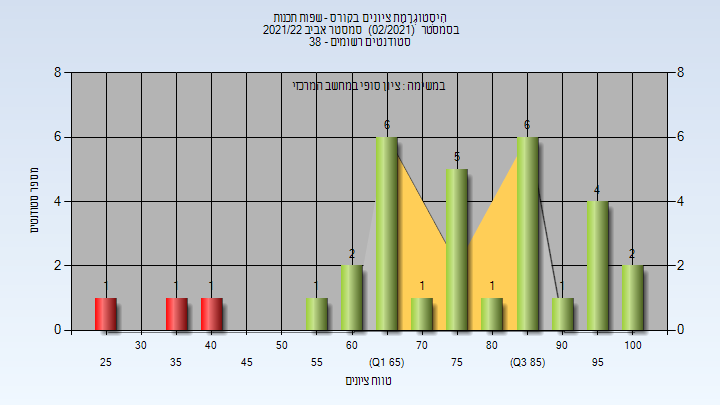 היסטוגרמת ציונים בקורס - שפות תכנות
בסמסטר (02/2021) סמסטר אביב 2021/22
סטודנטים רשומים - 38
במשימה : ציון סופי במחשב המרכזי
8 8
6 6
4 4
2 2
0 0
1 1 1 1 2 6 1 5 1 6 1 4 2
מספר סטודנטים
30 40 50 60 70 80 90 100
25 35 45 55 (Q1 65) 75 (Q3 85) 95
טווח ציונים